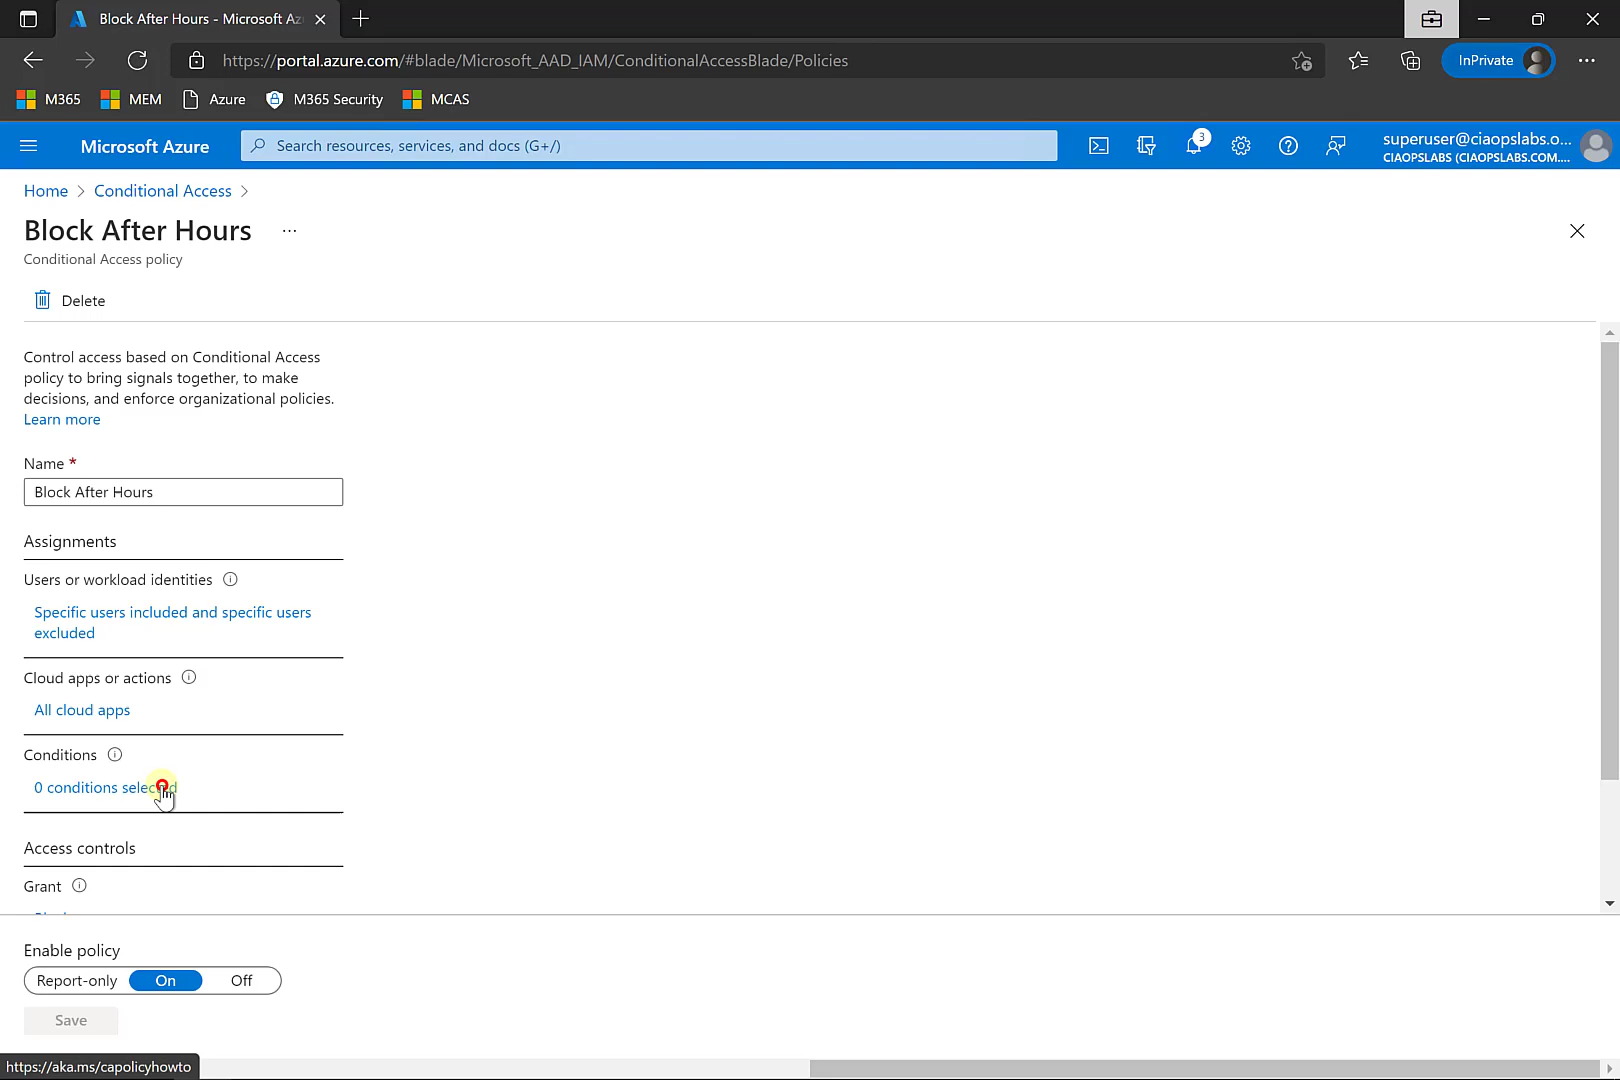 Block After Hours - Microsoft Az
https://portal.azure.com/#blade/Microsoft_AAD_IAM/ConditionalAccessBlade/Policies
InPrivate
M365
MEM
Azure
M365 Security
MCAS
Microsoft Azure
Search resources, services, and docs (G+/)
3
superuser@ciaopslabs.o...
CIAOPSLABS (CIAOPSLABS.COM....
Home > Conditional Access >
Block After Hours ...
Conditional Access policy
Delete
Control access based on Conditional Access
policy to bring signals together, to make
decisions, and enforce organizational policies.
Learn more
Name *
Block After Hours
Assignments
Users or workload identities
Specific users included and specific users
excluded
Cloud apps or actions
All cloud apps
Conditions
0 conditions selected
Access controls
Grant
Enable policy
Report-only On Off
Save
https://aka.ms/capolicyhowto